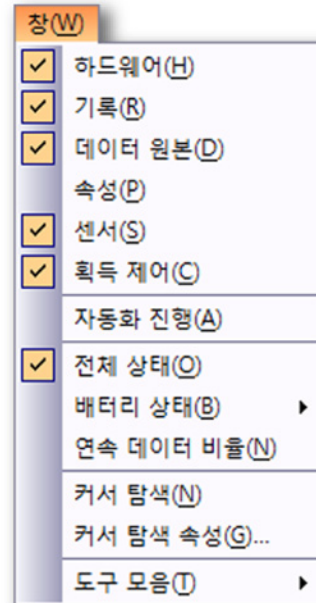 창(W)
하드웨어(H)
기록(R)
데이터 원본(D)
속성(P)
센서(S)
획득 제어(C)
자동화 진행(A)
전체 상태(O)
배터리 상태(B)
연속 데이터 비율(N)
커서 탐색(N)
커서 탐색 속성(G)...
도구 모음(T)